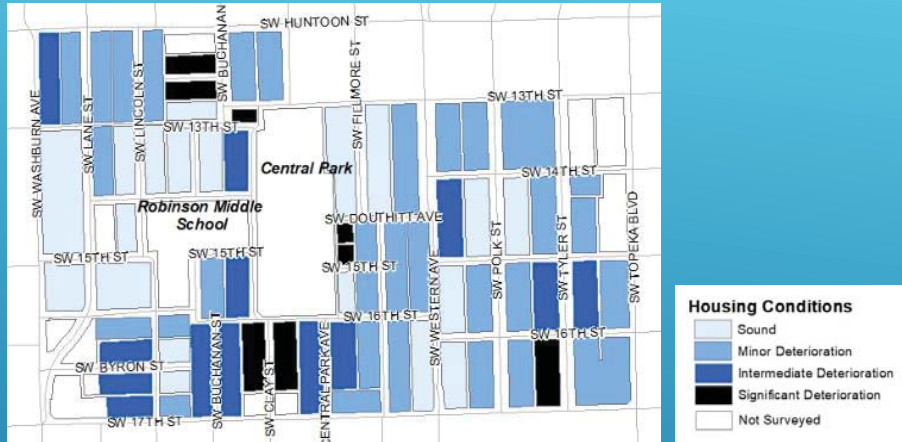 SW HUNTOON ST
SW BUCHANAN
SW FILLMORE ST
SW WASHBURN AVE
SW LANE ST
SW LINCOLN ST
SW 13TH ST
SW 13TH ST
Central Park
SW 14TH ST
Robinson Middle
School
SW DOUTHITT AVE
SW POLK ST
SW TYLER ST
SW TOPEKA BLVD
SW 15TH ST
SW 15TH ST
SW 15TH ST
SW WESTERN AVE
SW 16TH ST
SW 16TH ST
SW BYRON ST
SW BUCHANAN ST
SW CLAY ST
CENTRAL PARK AVE
SW 17TH ST
Housing Conditions
Sound
Minor Deterioration
Intermediate Deterioration
Significant Deterioration
Not Surveyed